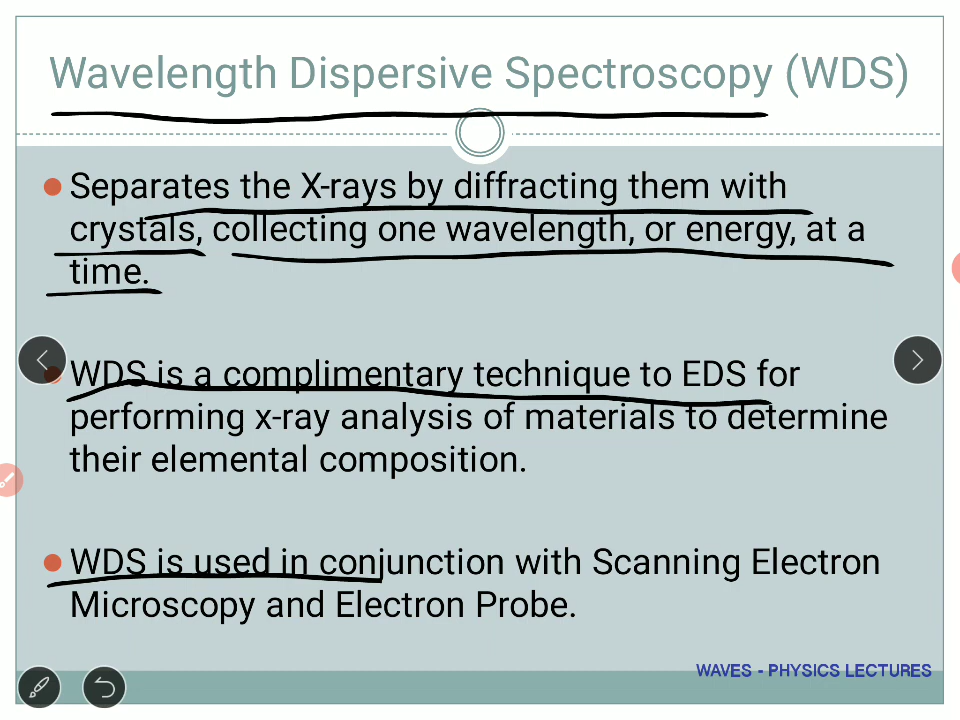 Wavelength Dispersive Spectroscopy (WDS)
Separates the X-rays by diffracting them with
crystals, collecting one wavelength, or energy, at a
time.
WDS is a complimentary technique to EDS for
performing x-ray analysis of materials to determine
their elemental composition.
WDS is used in conjunction with Scanning Electron
Microscopy and Electron Probe.
WAVES - PHYSICS LECTURES